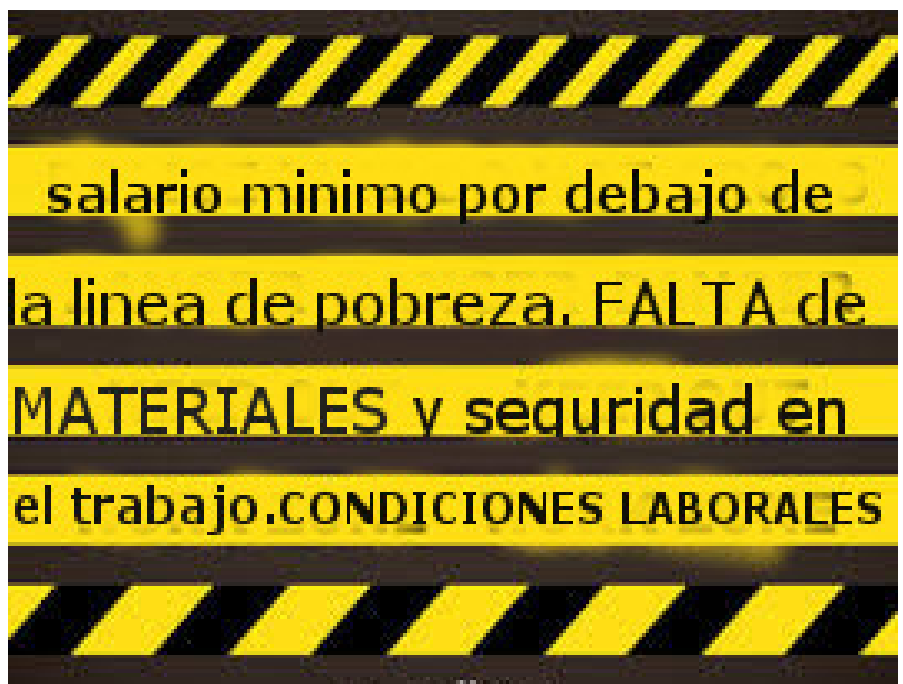 salario minimo por debajo de
la linea de pobreza. FALTA de
MATERIALES y seguridad en
el trabajo.CONDICIONES LABORALES